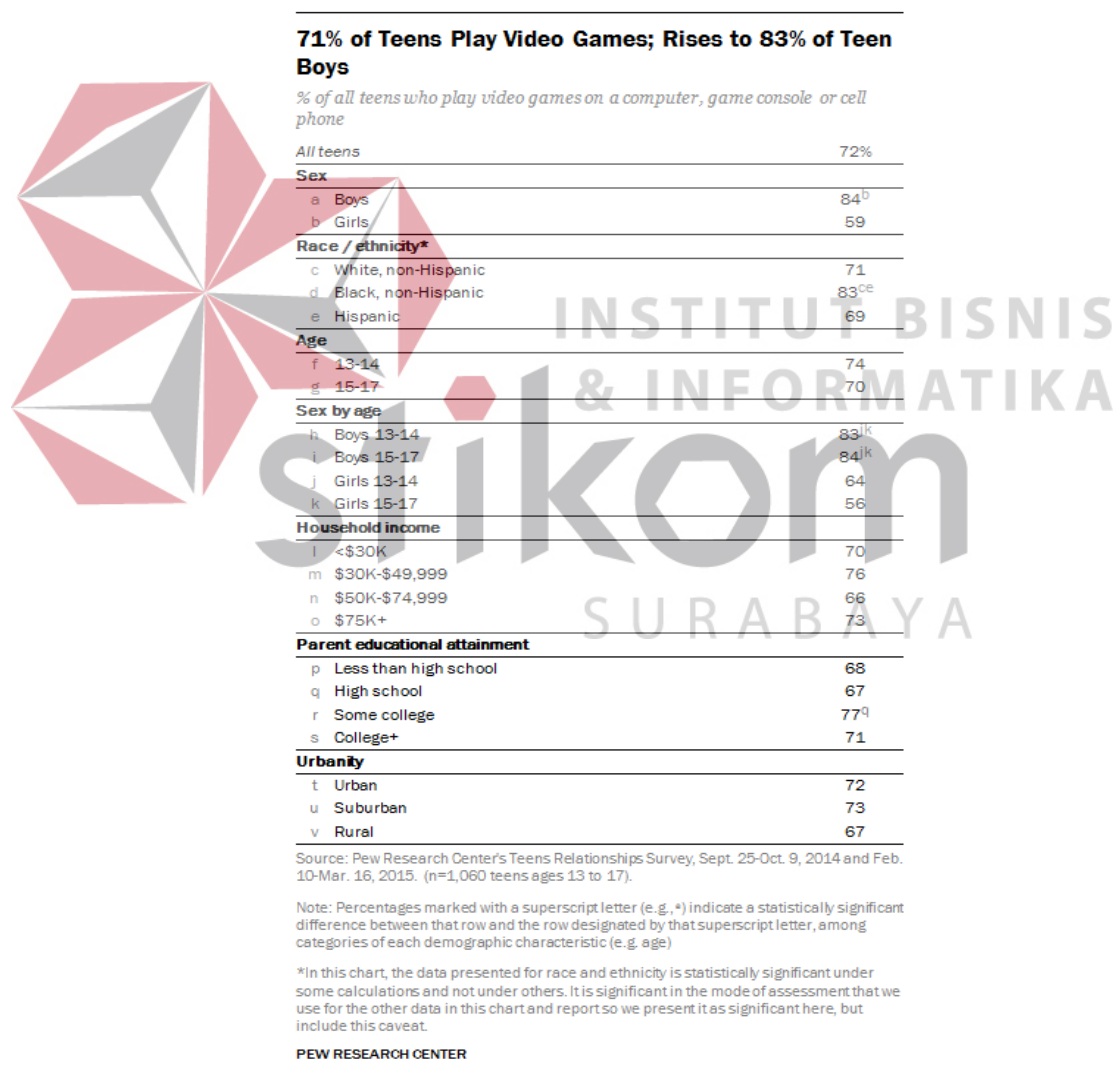 71% of Teens Play Video Games; Rises to 83% of Teen
Boys
% of all teens who play video games on a computer, game console or cell
phone
All teens 72%
Sex
a Boys 84b
b Girls 59
Race / ethnicity*
c White, non-Hispanic 71
d Black, non-Hispanic 83ce
e Hispanic 69
Age
f 13-14 74
g 15-17 70
Sex by age
h Boys 13-14 83jk
i Boys 15-17 84jk
j Girls 13-14 64
k Girls 15-17 56
Household income
l <$30K 70
m $30K-$49,999 76
n $50K-$74,999 66
o $75K+ 73
Parent educational attainment
p Less than high school 68
q High school 67
r Some college 77q
s College+ 71
Urbanity
t Urban 72
u Suburban 73
v Rural 67
Source: Pew Research Center's Teens Relationships Survey, Sept. 25-Oct. 9, 2014 and Feb.
10-Mar. 16, 2015. (n=1,060 teens ages 13 to 17).
Note: Percentages marked with a superscript letter (e.g., a) indicate a statistically significant
difference between that row and the row designated by that superscript letter, among
categories of each demographic characteristic (e.g. age)
*In this chart, the data presented for race and ethnicity is statistically significant under
some calculations and not under others. It is significant in the mode of assessment that we
use for the other data in this chart and report so we present it as significant here, but
include this caveat.
PEW RESEARCH CENTER
INSTITUT BISNIS
& INFORMATIKA
stikom
SURABAYA